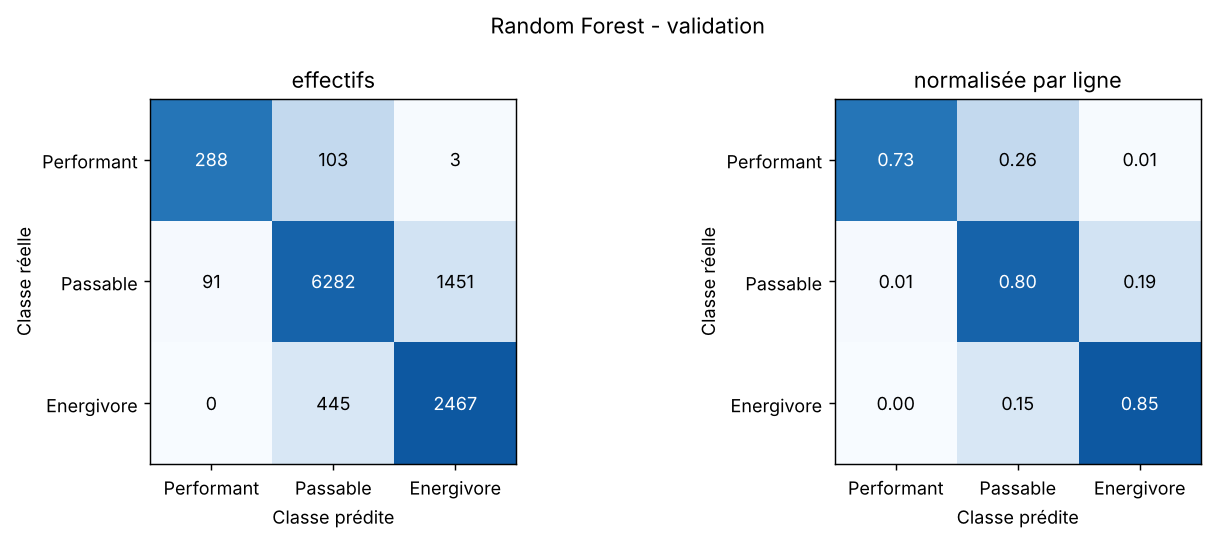 Random Forest - validation
effectifs
Classe réelle
Performant 288 103 3
Passable 91 6282 1451
Energivore 0 445 2467
Performant Passable Energivore
Classe prédite
normalisée par ligne
Classe réelle
Performant 0.73 0.26 0.01
Passable 0.01 0.80 0.19
Energivore 0.00 0.15 0.85
Performant Passable Energivore
Classe prédite